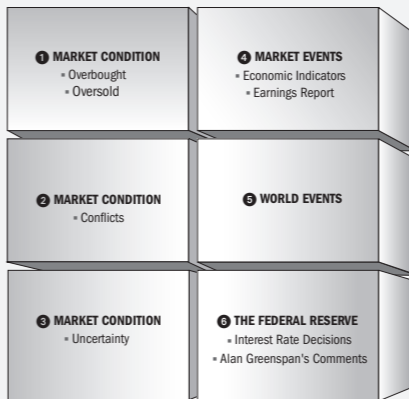 ❶ MARKET CONDITION
▪ Overbought
▪ Oversold
❷ MARKET CONDITION
▪ Conflicts
❸ MARKET CONDITION
▪ Uncertainty
❹ MARKET EVENTS
▪ Economic Indicators
▪ Earnings Report
❺ WORLD EVENTS
❻ THE FEDERAL RESERVE
▪ Interest Rate Decisions
▪ Alan Greenspan's Comments